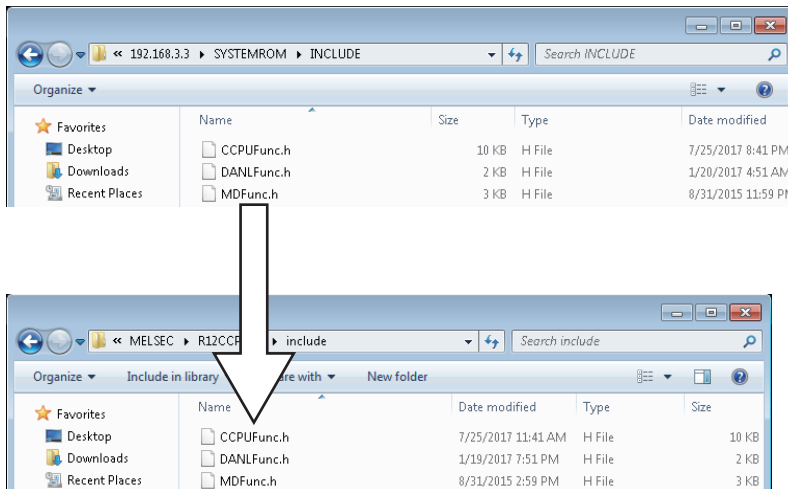 « 192.168.3.3 ▸ SYSTEMROM ▸ INCLUDE
Search INCLUDE
Organize
Name Size Type Date modified
Favorites
Desktop CCPUFunc.h 10 KB H File 7/25/2017 8:41 PM
Downloads DANLFunc.h 2 KB H File 1/20/2017 4:51 AM
Recent Places MDFunc.h 3 KB H File 8/31/2015 11:59 PM
« MELSEC ▸ include
Search include
Organize Include in library with New folder
Name Date modified Type Size
Favorites
Desktop CCPUFunc.h 7/25/2017 11:41 AM H File 10 KB
Downloads DANLFunc.h 1/19/2017 7:51 PM H File 2 KB
Recent Places MDFunc.h 8/31/2015 2:59 PM H File 3 KB